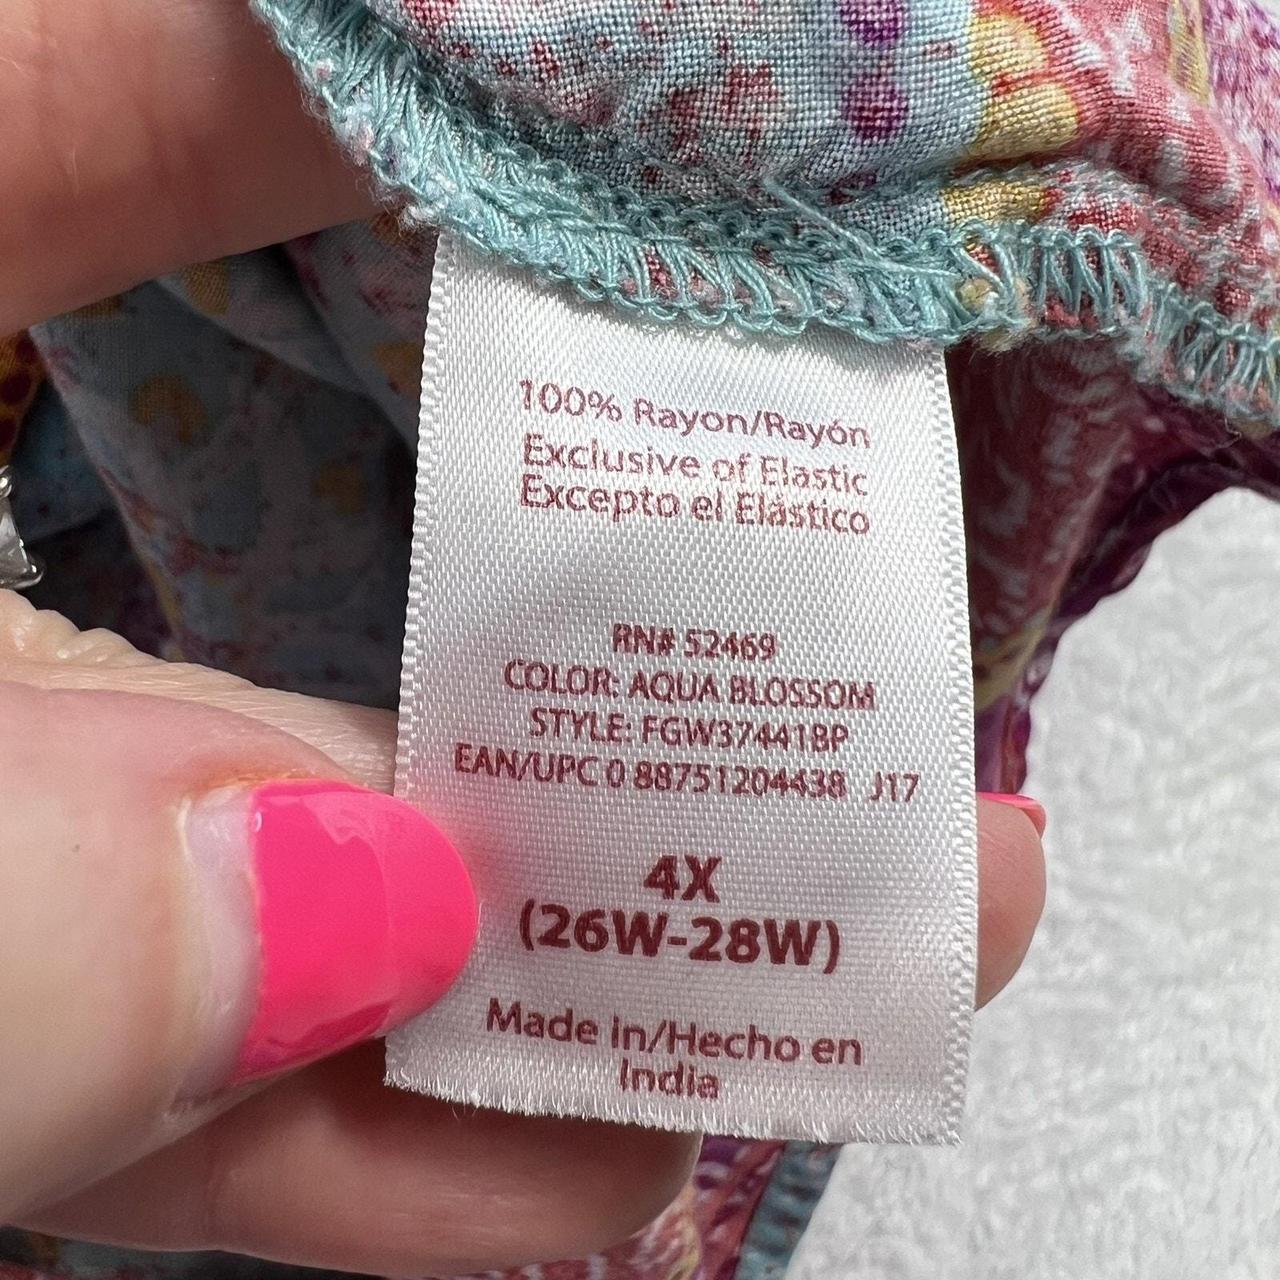 100% Rayon/Rayón
Exclusive of Elastic
Excepto el Elástico
RN# 52469
COLOR: AQUA BLOSSOM
STYLE: FGW37441BP
EAN/UPC 0 88751204438 J17
4X
(26W-28W)
Made in/Hecho en
India